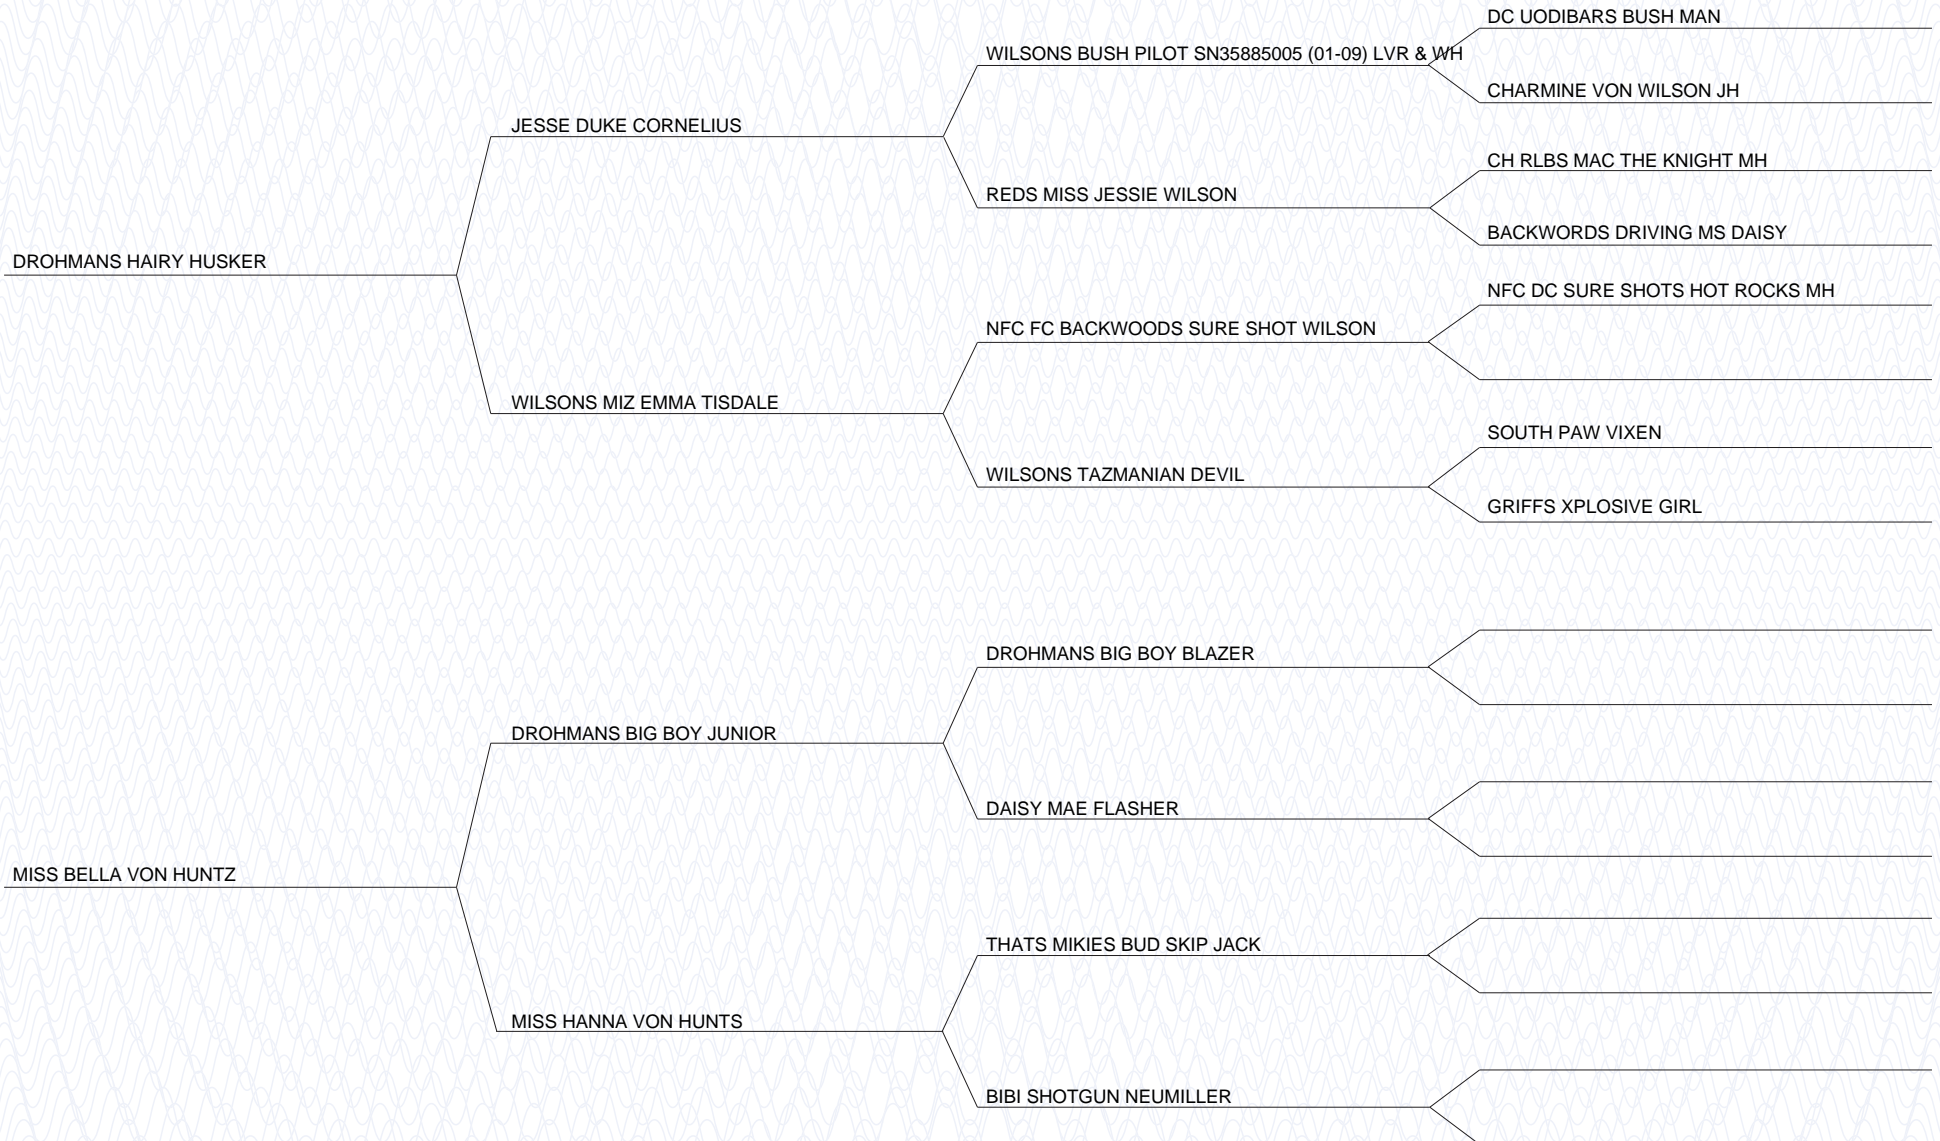 DC UODIBARS BUSH MAN
WILSONS BUSH PILOT SN35885005 (01-09) LVR & WH
CHARMINE VON WILSON JH
JESSE DUKE CORNELIUS
CH RLBS MAC THE KNIGHT MH
REDS MISS JESSIE WILSON
BACKWORDS DRIVING MS DAISY
DROHMANS HAIRY HUSKER
NFC DC SURE SHOTS HOT ROCKS MH
NFC FC BACKWOODS SURE SHOT WILSON
WILSONS MIZ EMMA TISDALE
SOUTH PAW VIXEN
WILSONS TAZMANIAN DEVIL
GRIFFS XPLOSIVE GIRL
DROHMANS BIG BOY BLAZER
DROHMANS BIG BOY JUNIOR
DAISY MAE FLASHER
MISS BELLA VON HUNTZ
THATS MIKIES BUD SKIP JACK
MISS HANNA VON HUNTS
BIBI SHOTGUN NEUMILLER